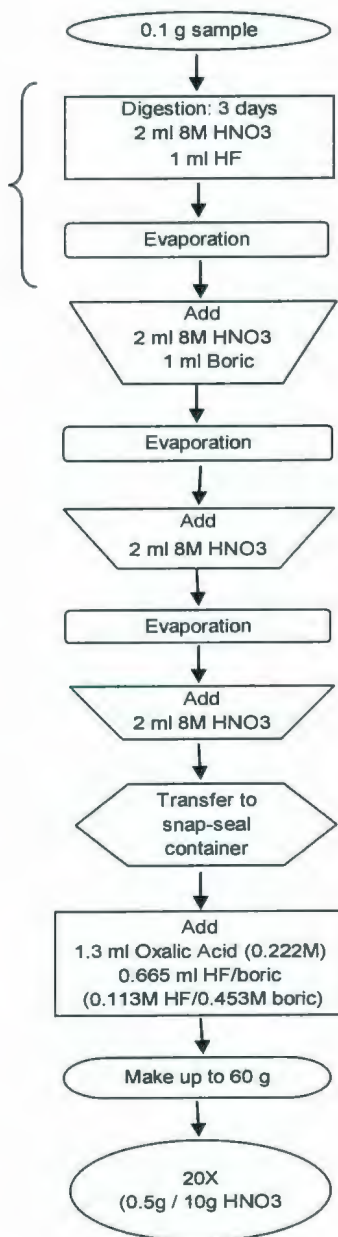 0.1 g sample
Digestion: 3 days
2 ml 8M HNO3
1 ml HF
Evaporation
Add
2 ml 8M HNO3
1 ml Boric
Evaporation
Add
2 ml 8M HNO3
Evaporation
Add
2 ml 8M HNO3
Transfer to
snap-seal
container
Add
1.3 ml Oxalic Acid (0.222M)
0.665 ml HF/boric
(0.113M HF/0.453M boric)
Make up to 60 g
20X
(0.5g / 10g HNO3